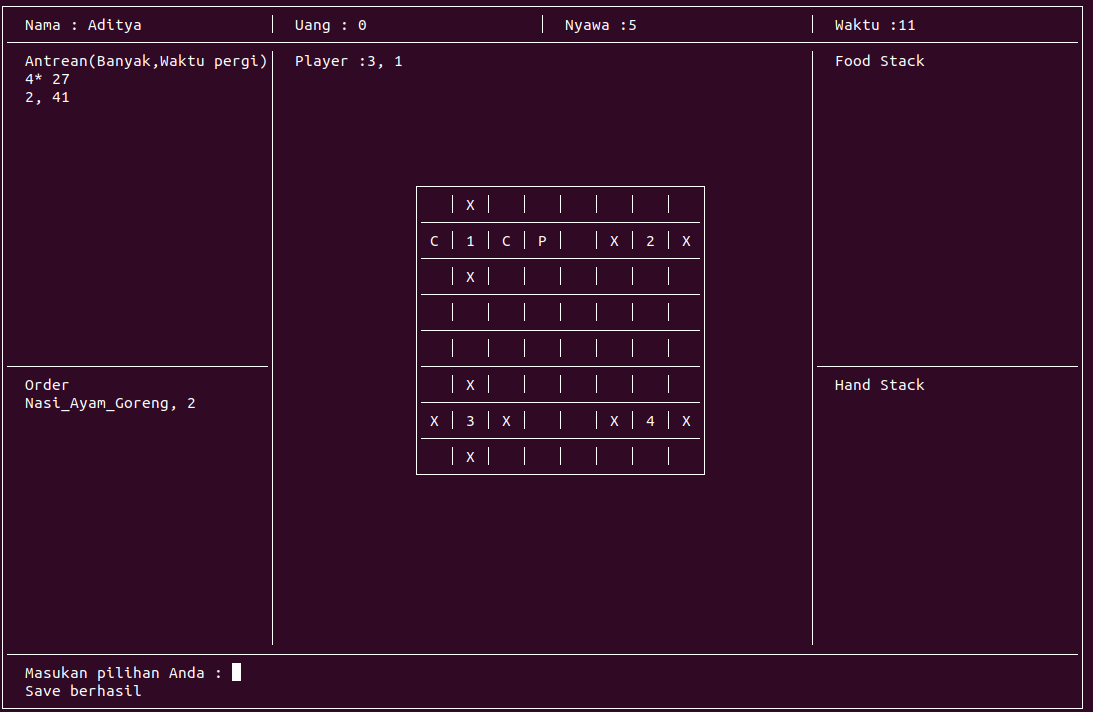 Nama : Aditya Uang : 0 Nyawa :5 Waktu :11
Antrean(Banyak,Waktu pergi)
4* 27
2, 41
Player :3, 1
Food Stack
X
C 1 C P X 2 X
X
X
X 3 X X 4 X
X
Order
Nasi_Ayam_Goreng, 2
Hand Stack
Masukan pilihan Anda :
Save berhasil